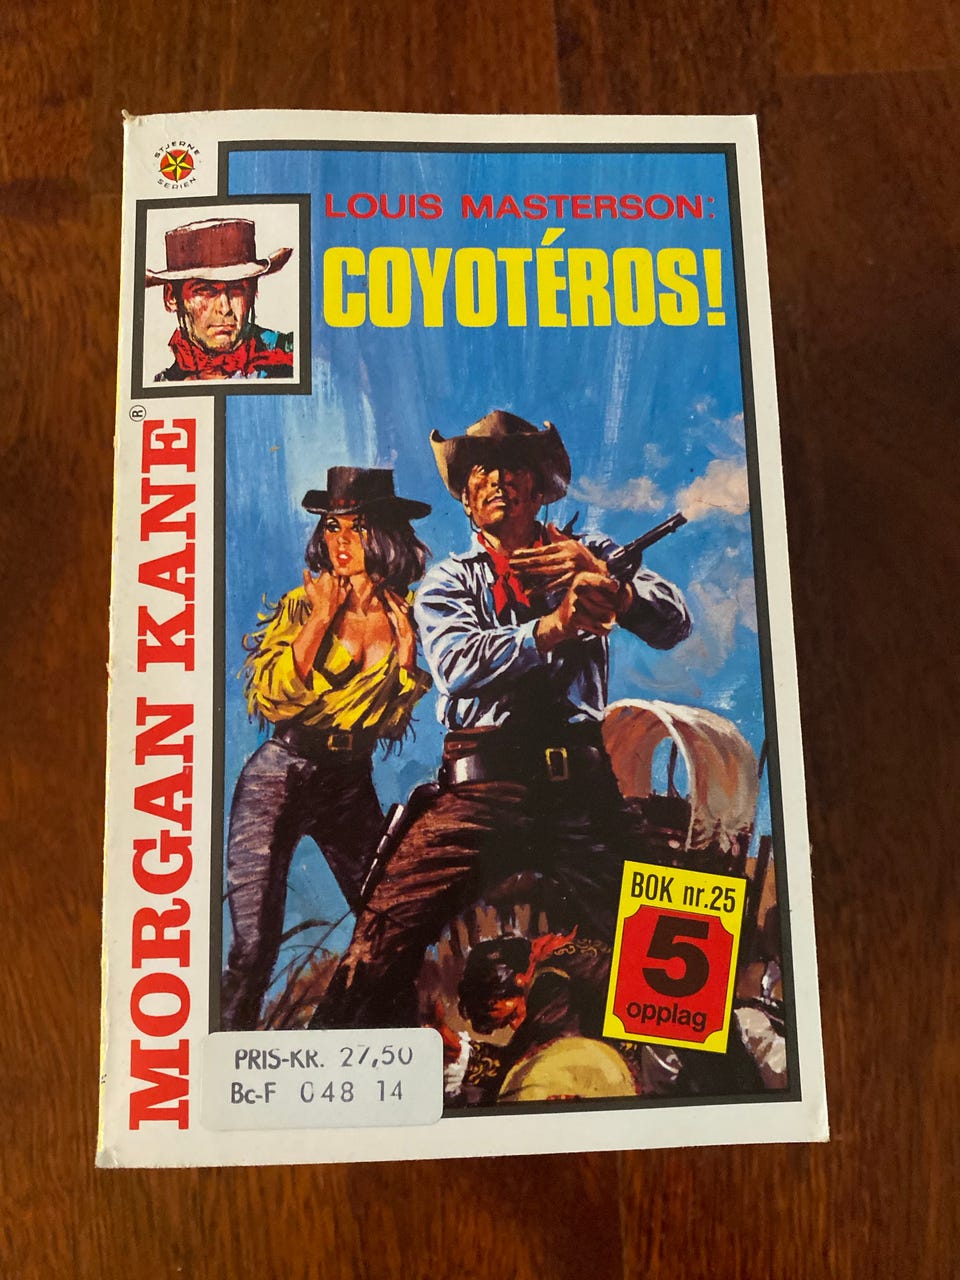 STJERNE
SERIEN
LOUIS MASTERSON:
COYOTÉROS!
MORGAN KANE®
BOK nr.25
5
opplag
PRIS-KR. 27,50
Bc-F 048 14